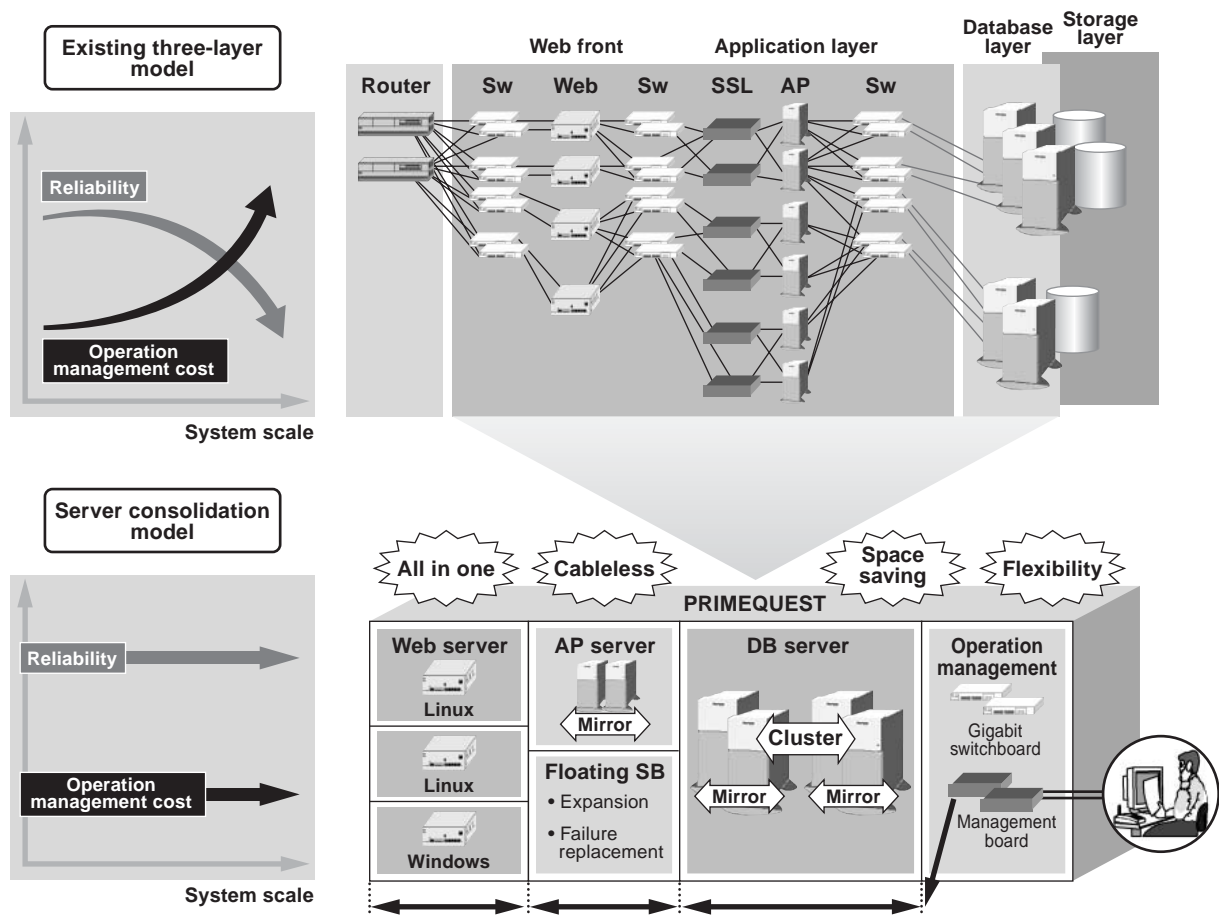 Existing three-layer
model
Reliability
Operation
management cost
System scale
Web front
Application layer
Database
layer
Storage
layer
Router
Sw
Web
Sw
SSL
AP
Sw
Server consolidation
model
Reliability
Operation
management cost
System scale
All in one
Cableless
Space
saving
Flexibility
PRIMEQUEST
Web server
Linux
Linux
Windows
AP server
Mirror
Floating SB
• Expansion
• Failure
replacement
DB server
Cluster
Mirror
Mirror
Operation
management
Gigabit
switchboard
Management
board